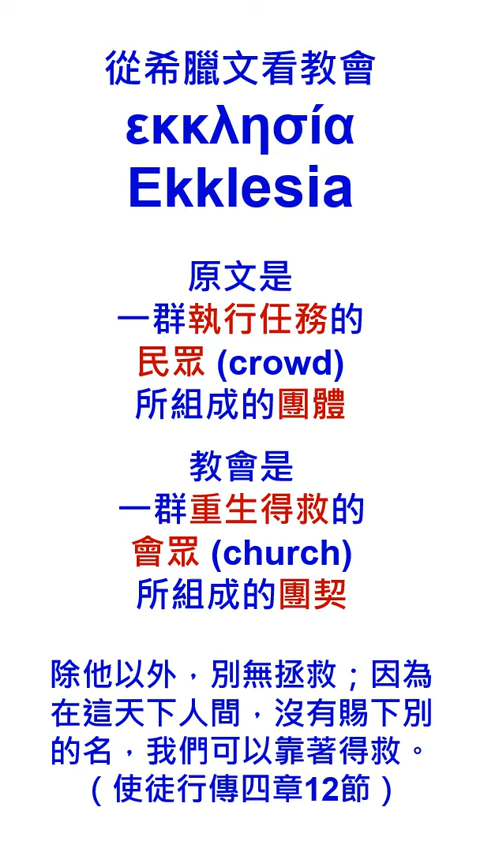 從希臘文看教會
εκκλησία
Ekklesia
原文是
一群執行任務的
民眾 (crowd)
所組成的團體
教會是
一群重生得救的
會眾 (church)
所組成的團契
除他以外，別無拯救；因為
在這天下人間，沒有賜下別
的名，我們可以靠著得救。
（使徒行傳四章12節）